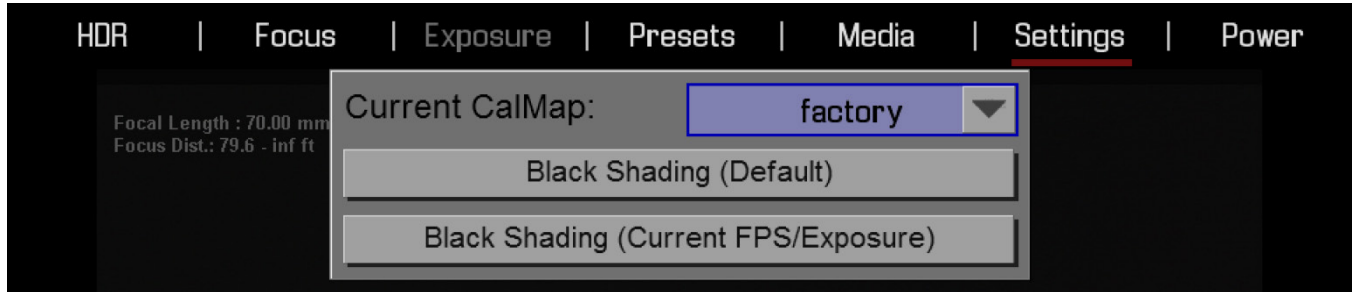 HDR | Focus | Exposure | Presets | Media | Settings | Power
Focal Length : 70.00 mm
Focus Dist.: 79.6 - inf ft
Current CalMap: factory
Black Shading (Default)
Black Shading (Current FPS/Exposure)